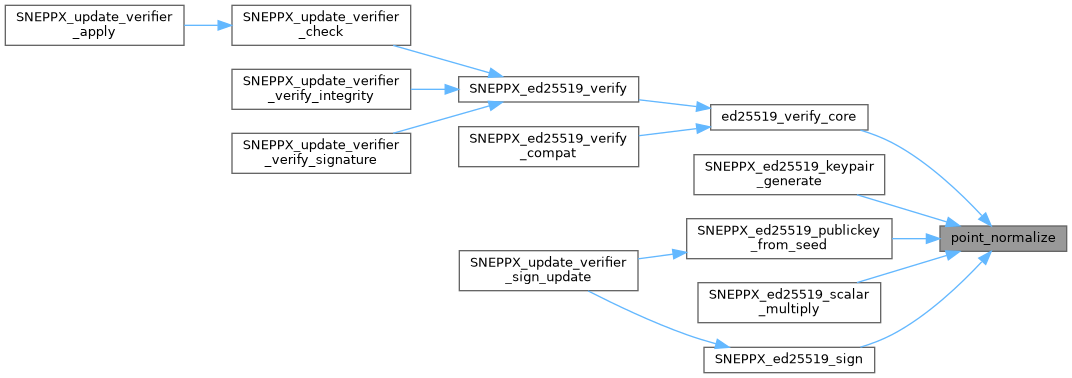 SNEPPX_update_verifier
_apply
SNEPPX_update_verifier
_check
SNEPPX_update_verifier
_verify_integrity
SNEPPX_update_verifier
_verify_signature
SNEPPX_ed25519_verify
SNEPPX_ed25519_verify
_compat
ed25519_verify_core
SNEPPX_ed25519_keypair
_generate
SNEPPX_ed25519_publickey
_from_seed
SNEPPX_update_verifier
_sign_update
SNEPPX_ed25519_scalar
_multiply
SNEPPX_ed25519_sign
point_normalize